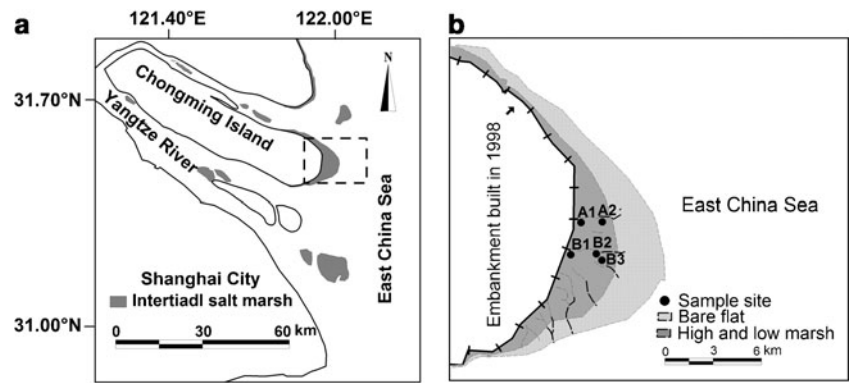 a
121.40° 122.00°
N
31.70°N
Chongming Island
Yangtze River
East China Sea
Shanghai City
Intertiadl salt marsh
31.00°N
0 30 60 km
b
Embankment built in 1998
A1 A2
B1 B2
B3
East China Sea
Sample site
Bare flat
High and low marsh
0 3 6 km